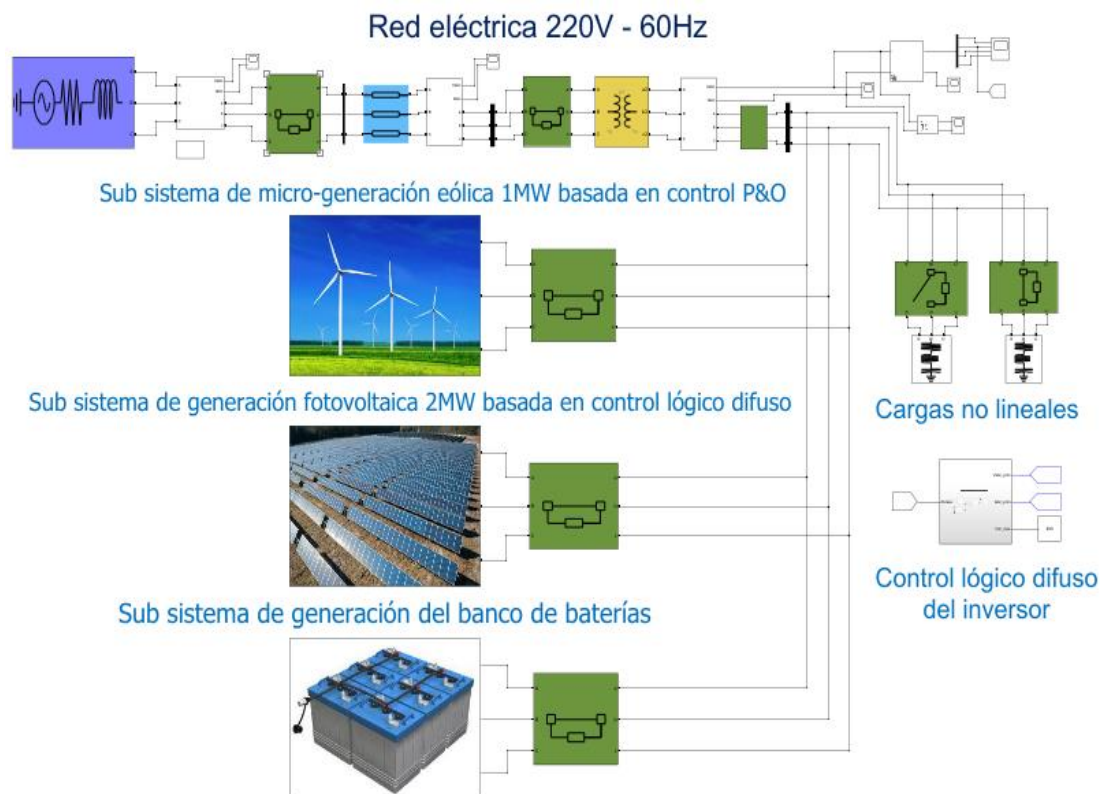 Red eléctrica 220V - 60Hz
Sub sistema de micro-generación eólica 1MW basada en control P&O
Sub sistema de generación fotovoltaica 2MW basada en control lógico difuso
Cargas no lineales
Sub sistema de generación del banco de baterías
Control lógico difuso
del inversor